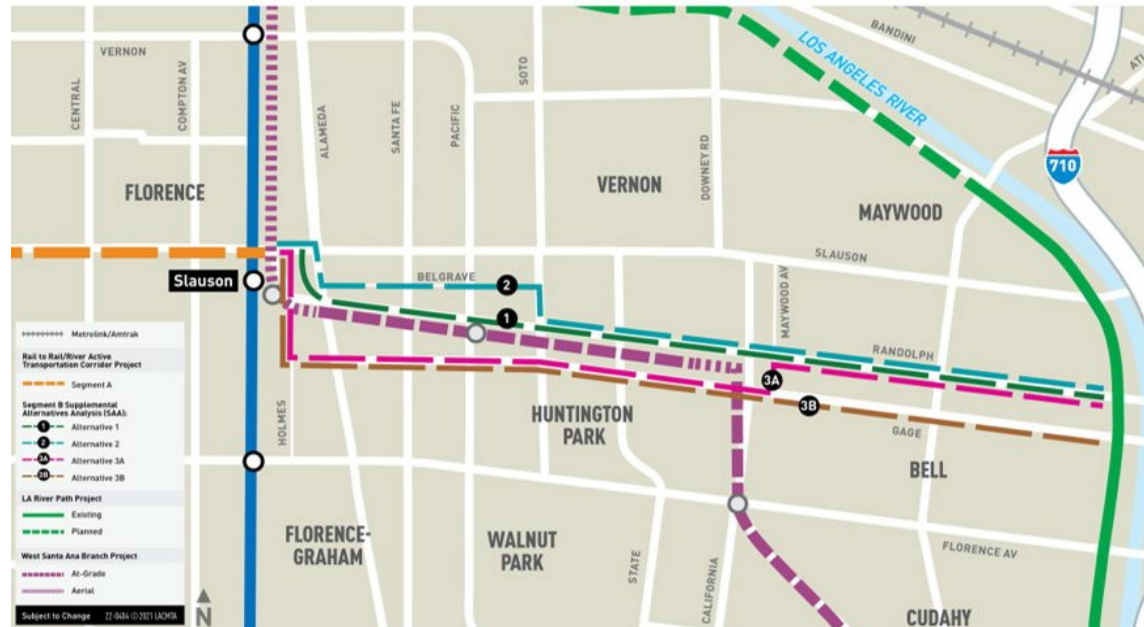 BANDINI
VERNON
SOTO
LOS ANGELES RIVER
CENTRAL
COMPTON AV
ALAMEDA
SANTA FE
PACIFIC
DOWNEY RD
710
FLORENCE
VERNON
MAYWOOD
SLAUSON
Slauson
BELGRAVE
2
MAYWOOD AV
1
RANDOLPH
3A
3B
HOLMES
HUNTINGTON
PARK
GAGE
BELL
FLORENCE-
GRAHAM
WALNUT
PARK
STATE
CALIFORNIA
FLORENCE AV
CUDAHY
Metrolink/Amtrak
Rail to Rail/River Active
Transportation Corridor Project
Segment A
Segment B Supplemental
Alternatives Analysis (SAA):
1 Alternative 1
2 Alternative 2
3A Alternative 3A
3B Alternative 3B
LA River Path Project
Existing
Planned
West Santa Ana Branch Project
At-Grade
Aerial
Subject to Change 22-0404 ©2021 LACMTA
N